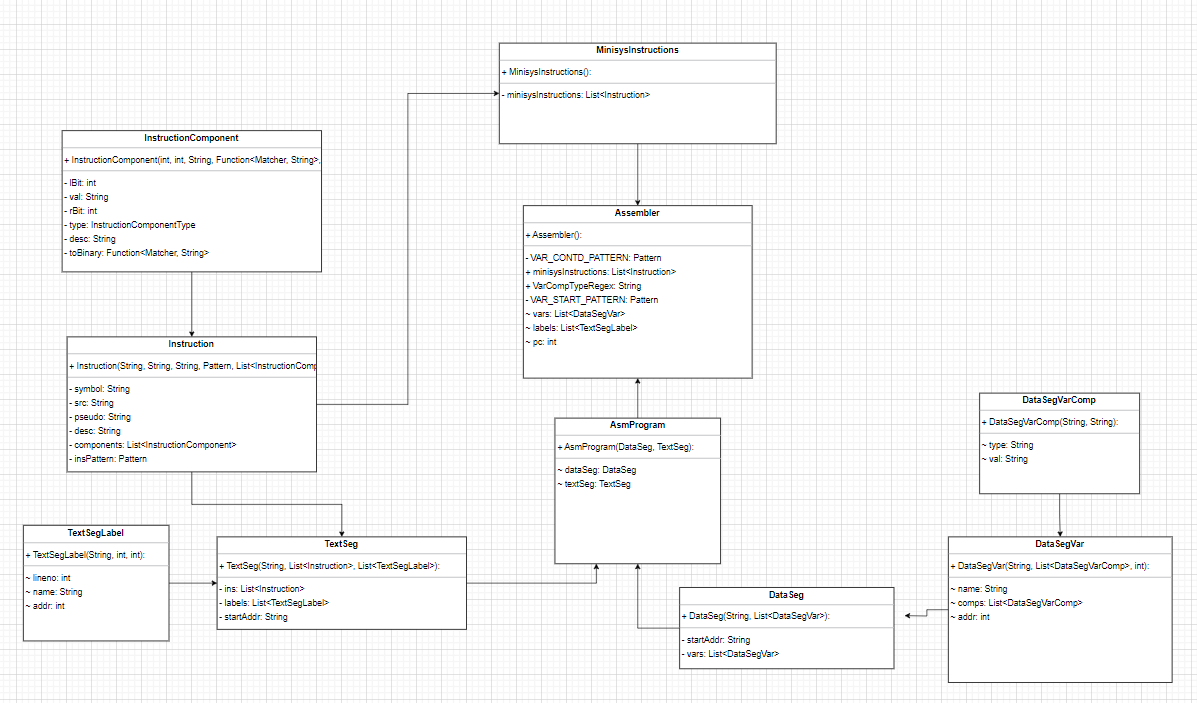 MinisysInstructions
+ MinisysInstructions():
- minisysInstructions: List<Instruction>
InstructionComponent
+ InstructionComponent(int, int, String, Function<Matcher, String>,
- lBit: int
- val: String
- rBit: int
- type: InstructionComponentType
- desc: String
- toBinary: Function<Matcher, String>
Assembler
+ Assembler():
- VAR_CONTD_PATTERN: Pattern
+ minisysInstructions: List<Instruction>
+ VarCompTypeRegex: String
- VAR_START_PATTERN: Pattern
~ vars: List<DataSegVar>
~ labels: List<TextSegLabel>
~ pc: int
Instruction
+ Instruction(String, String, String, Pattern, List<InstructionComp
- symbol: String
- src: String
- pseudo: String
- desc: String
- components: List<InstructionComponent>
- insPattern: Pattern
DataSegVarComp
+ DataSegVarComp(String, String):
~ type: String
~ val: String
AsmProgram
+ AsmProgram(DataSeg, TextSeg):
~ dataSeg: DataSeg
~ textSeg: TextSeg
TextSegLabel
+ TextSegLabel(String, int, int):
~ lineno: int
~ name: String
~ addr: int
TextSeg
+ TextSeg(String, List<Instruction>, List<TextSegLabel>):
- ins: List<Instruction>
- labels: List<TextSegLabel>
- startAddr: String
DataSegVar
+ DataSegVar(String, List<DataSegVarComp>, int):
~ name: String
~ comps: List<DataSegVarComp>
~ addr: int
DataSeg
+ DataSeg(String, List<DataSegVar>):
- startAddr: String
- vars: List<DataSegVar>